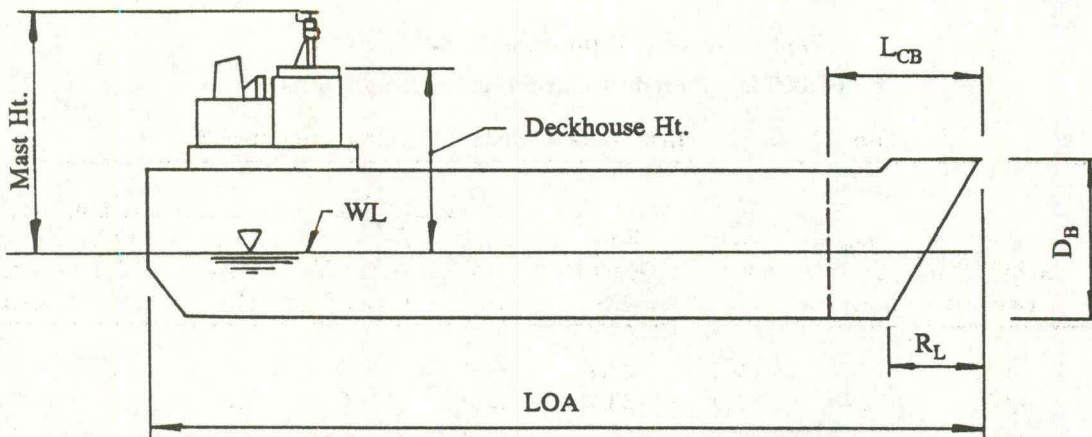 L_CB
Mast Ht.
Deckhouse Ht.
WL
D_B
R_L
LOA